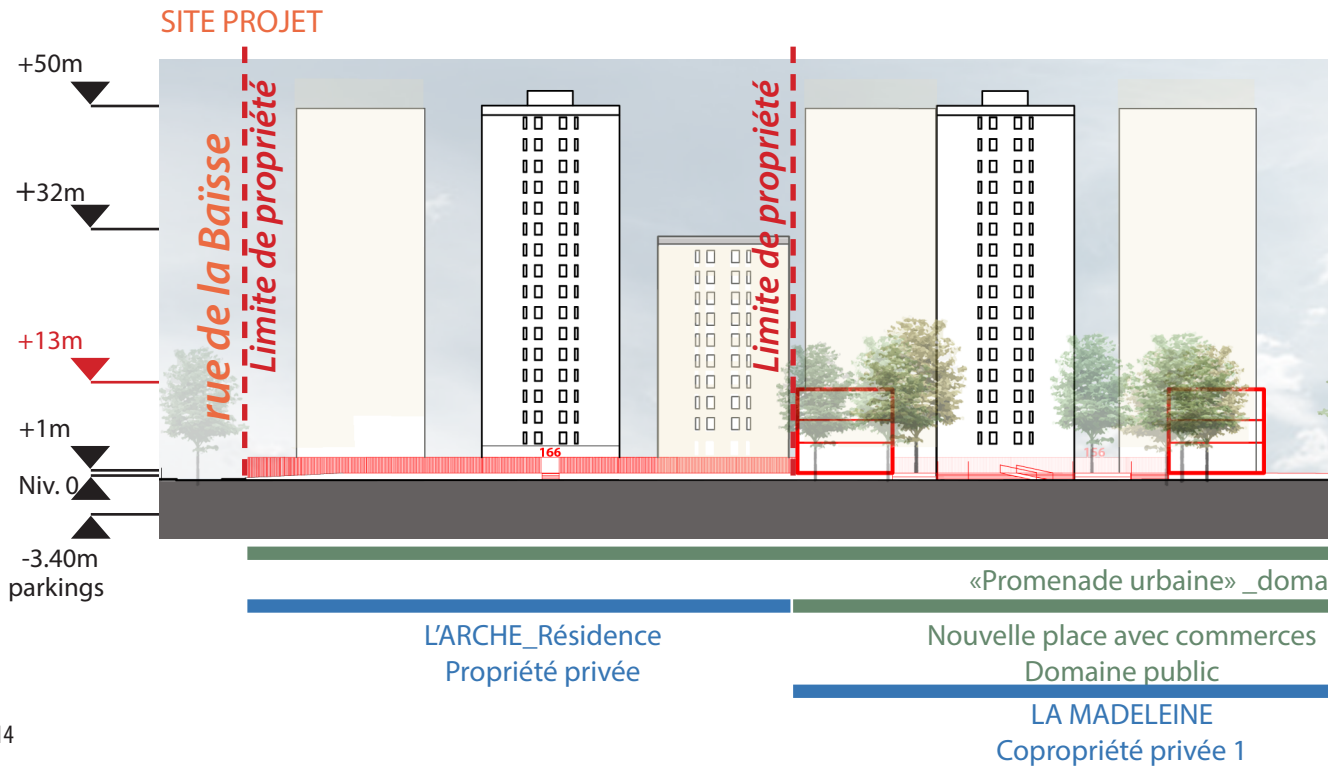 SITE PROJET
+50m
+32m
+13m
+1m
Niv. 0
-3.40m
parkings
rue de la Baïsse
Limite de propriété
Limite de propriété
166
156
«Promenade urbaine» _doma
L'ARCHE_Résidence
Propriété privée
Nouvelle place avec commerces
Domaine public
LA MADELEINE
Copropriété privée 1
14